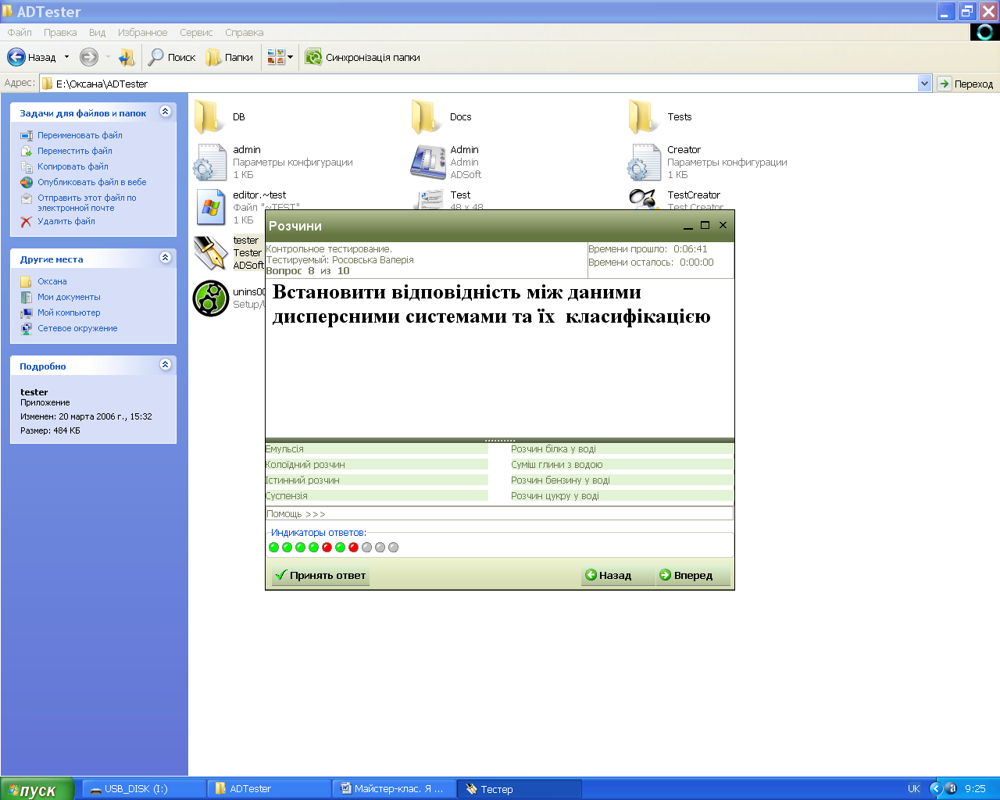 ADTester
Файл Правка Вид Избранное Сервис Справка
Назад Поиск Папки Синхронізація папки
Адрес: E:\Оксана\ADTester Переход
Задачи для файлов и папок
Переименовать файл
Переместить файл
Копировать файл
Опубликовать файл в вебе
Отправить этот файл по
электронной почте
Удалить файл
Другие места
Оксана
Мои документы
Мой компьютер
Сетевое окружение
Подробно
tester
Приложение
Изменен: 20 марта 2006 г., 15:32
Размер: 484 КБ
DB
Docs
Tests
admin
Параметры конфигурации
1 КБ
Admin
Admin
ADSoft
Creator
Параметры конфигурации
1 КБ
editor.~test
Файл "~TEST"
1 КБ
Test
48 x 48
TestCreator
Test Creator
tester
Tester
ADSoft
unins00
Setup/
Розчини
Контрольное тестирование.
Тестируемый: Росовська Валерія
Вопрос 8 из 10
Времени прошло: 0:06:41
Времени осталось: 0:00:00
Встановити відповідність між даними
дисперсними системами та їх класифікацією
Емульсія Розчин білка у воді
Колоїдний розчин Суміш глини з водою
Істинний розчин Розчин бензину у воді
Суспензія Розчин цукру у воді
Помощь >>>
Индикаторы ответов:
Принять ответ Назад Вперед
пуск USB_DISK (I:) ADTester Майстер-клас. Я ... Тестер UK 9:25